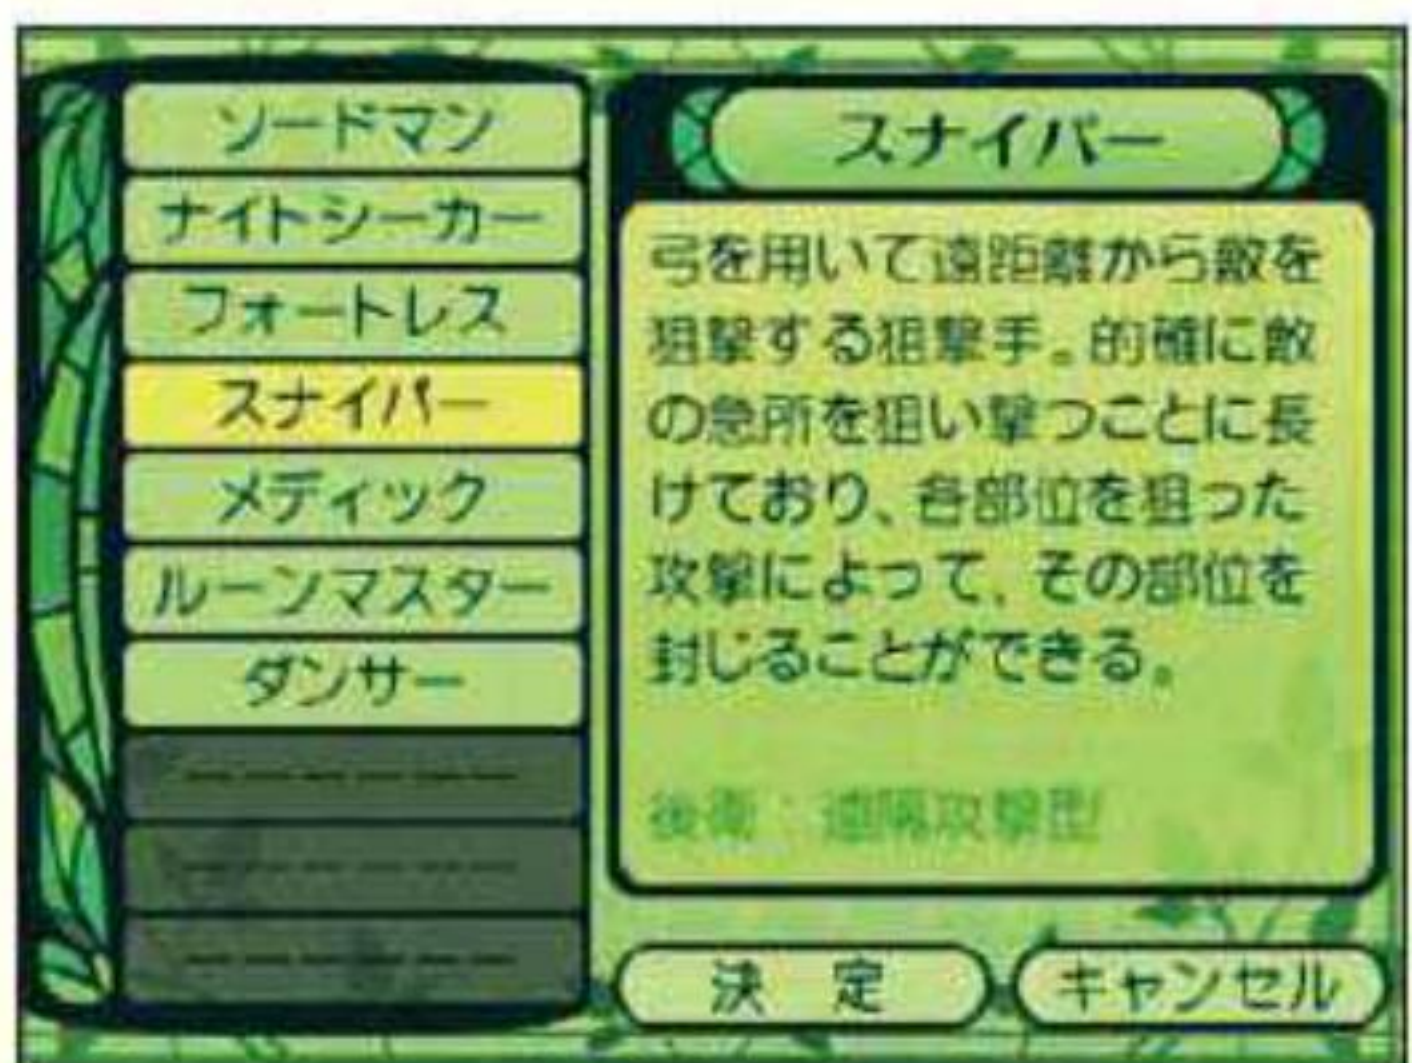 ソードマン
ナイトシーカー
フォートレス
スナイパー
メディック
ルーンマスター
ダンサー
スナイパー
弓を用いて遠距離から敵を
狙撃する狙撃手。的確に敵
の急所を狙い撃つことに長
けており、各部位を狙った
攻撃によって、その部位を
封じることができる。
後衛：遠隔攻撃型
決 定
キャンセル